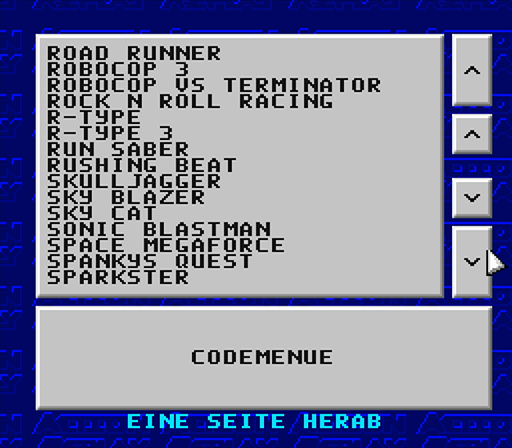 ROAD RUNNER
ROBOCOP 3
ROBOCOP VS TERMINATOR
ROCK N ROLL RACING
R-TYPE
R-TYPE 3
RUN SABER
RUSHING BEAT
SKULLJAGGER
SKY BLAZER
SKY CAT
SONIC BLASTMAN
SPACE MEGAFORCE
SPANKYS QUEST
SPARKSTER
CODEMENUE
EINE SEITE HERAB